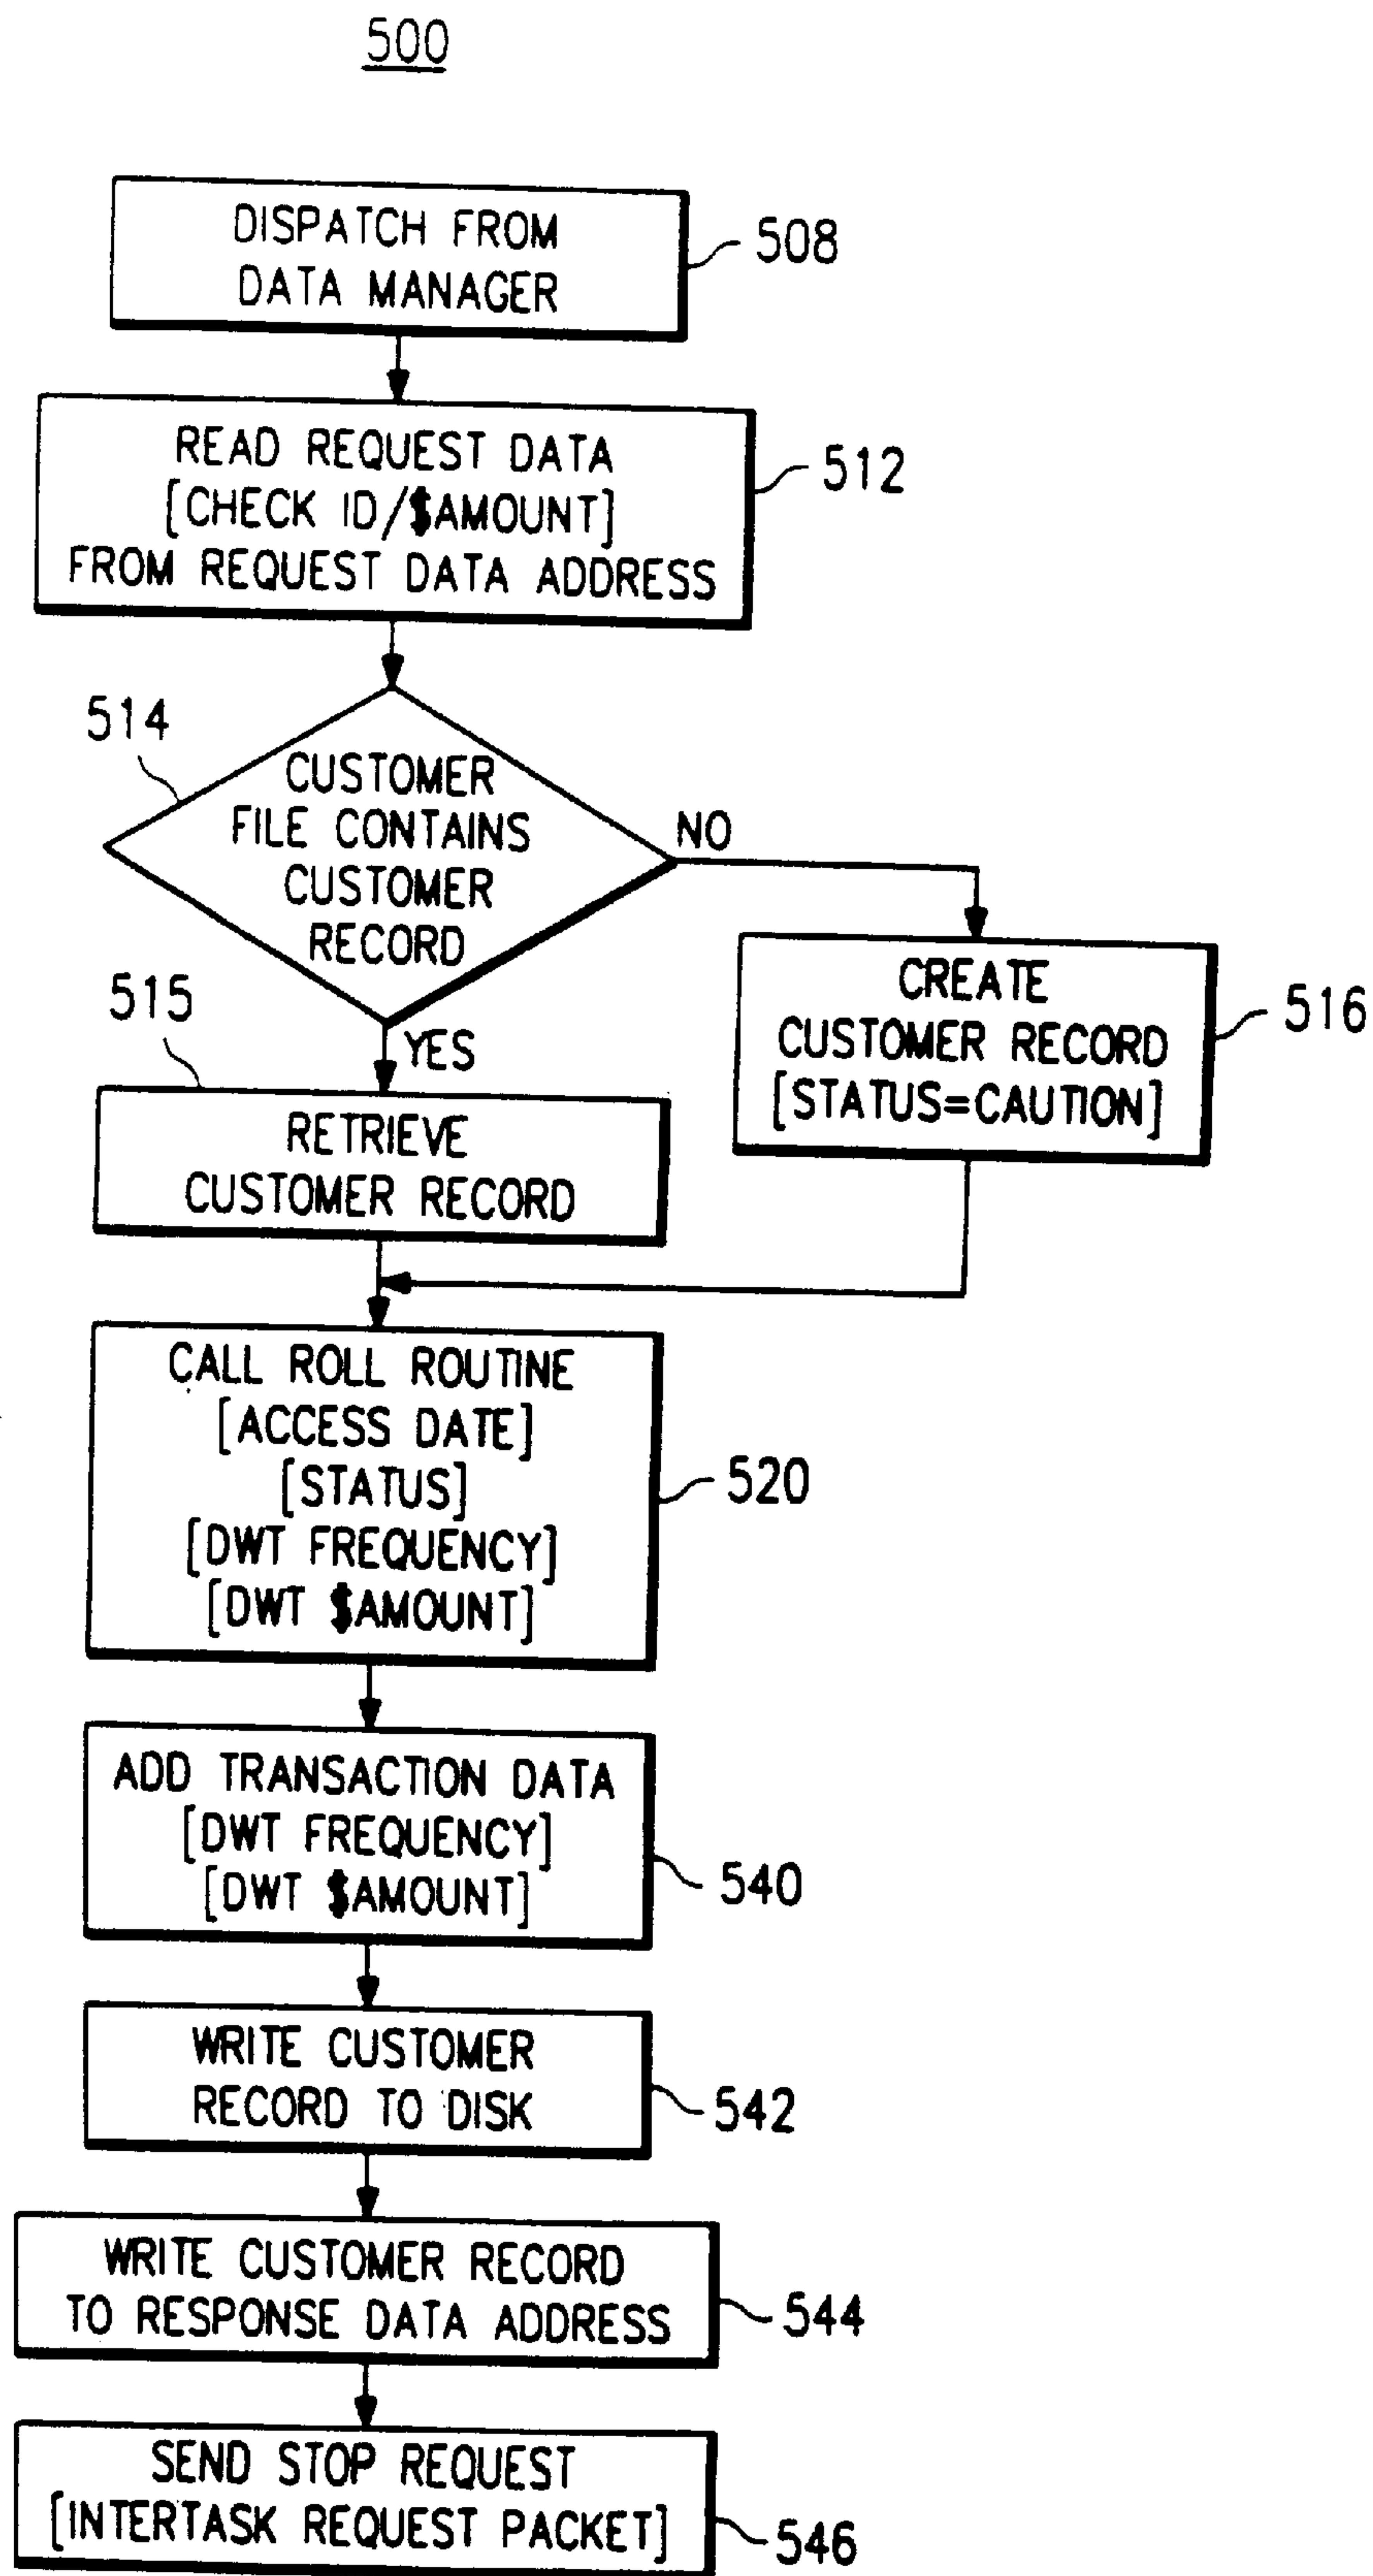 500
DISPATCH FROM
DATA MANAGER
508
READ REQUEST DATA
[CHECK ID/$AMOUNT]
FROM REQUEST DATA ADDRESS
512
514
CUSTOMER
FILE CONTAINS
CUSTOMER
RECORD
NO
YES
515
RETRIEVE
CUSTOMER RECORD
CREATE
CUSTOMER RECORD
[STATUS=CAUTION]
516
CALL ROLL ROUTINE
[ACCESS DATE]
[STATUS]
[DWT FREQUENCY]
[DWT $AMOUNT]
520
ADD TRANSACTION DATA
[DWT FREQUENCY]
[DWT $AMOUNT]
540
WRITE CUSTOMER
RECORD TO DISK
542
WRITE CUSTOMER RECORD
TO RESPONSE DATA ADDRESS
544
SEND STOP REQUEST
[INTERTASK REQUEST PACKET]
546